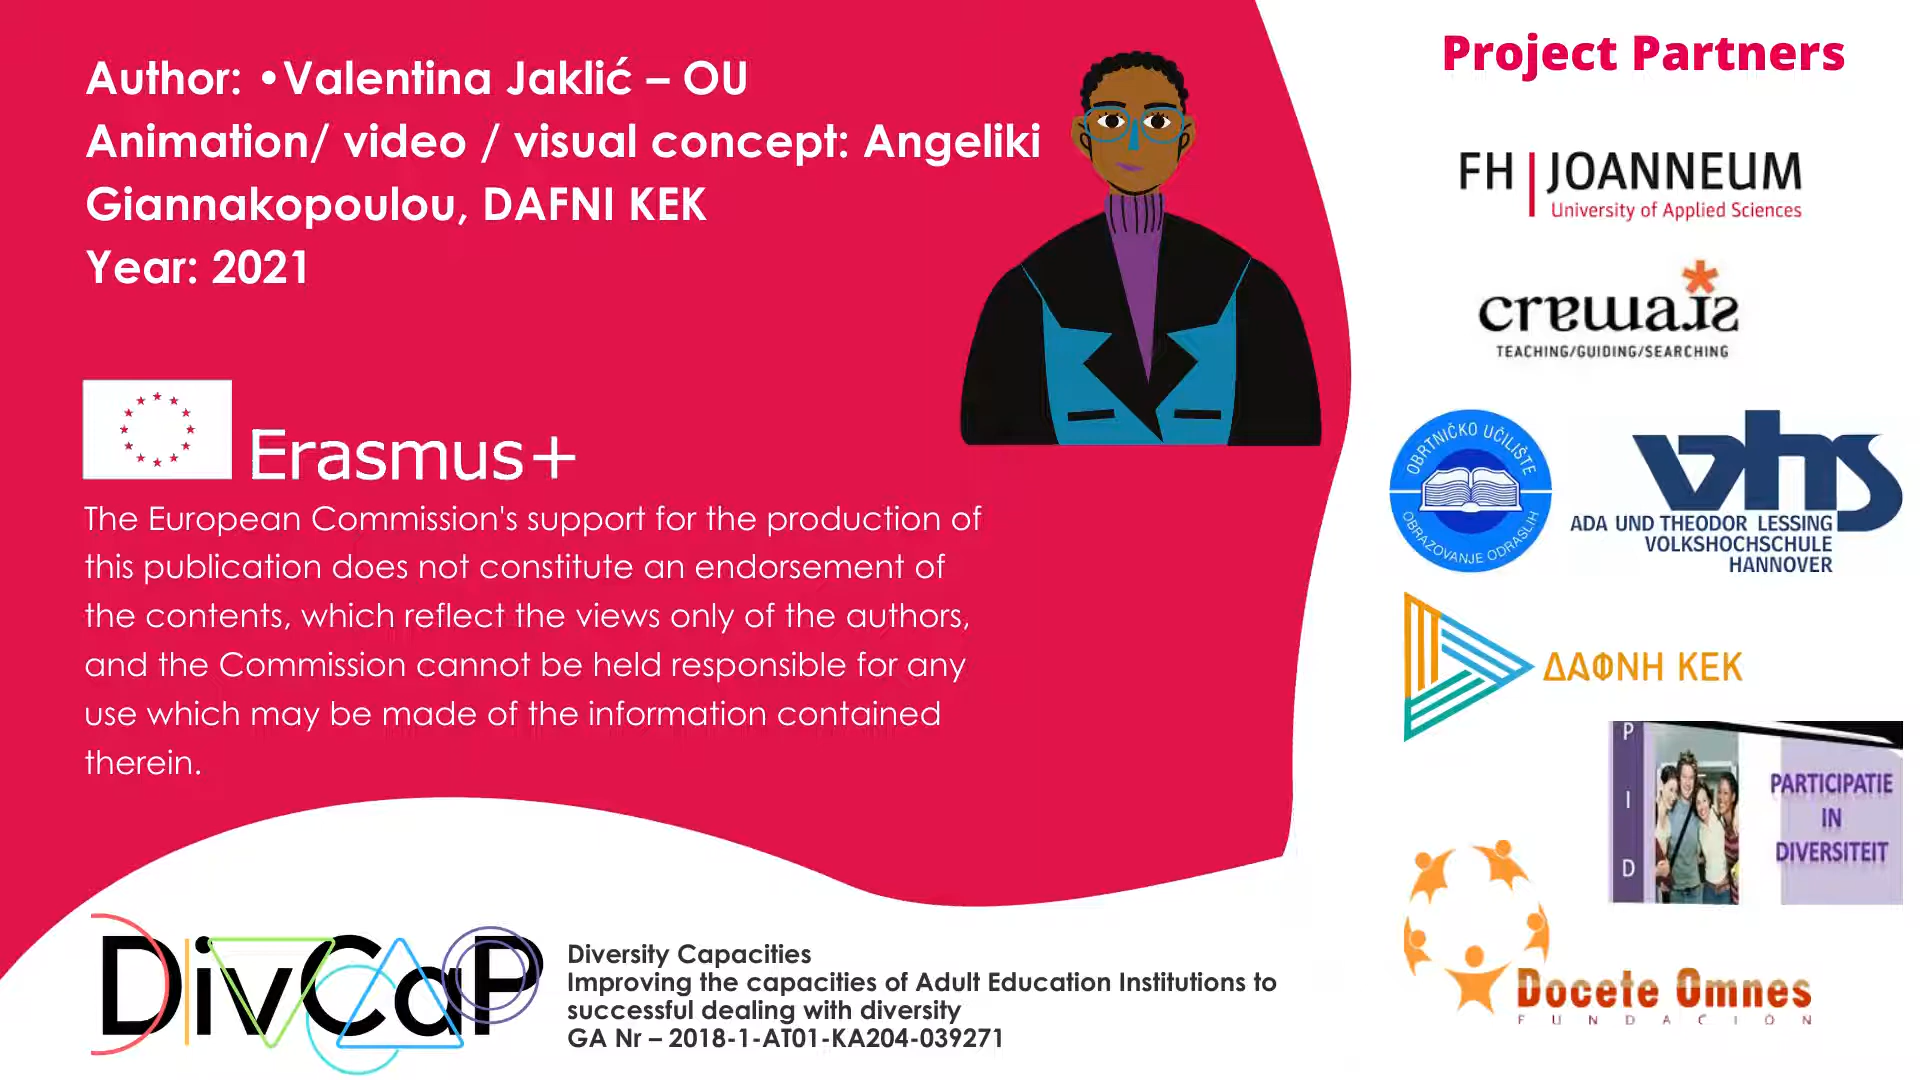 Author: •Valentina Jaklić – OU
Animation/ video / visual concept: Angeliki
Giannakopoulou, DAFNI KEK
Year: 2021
Erasmus+
The European Commission's support for the production of
this publication does not constitute an endorsement of
the contents, which reflect the views only of the authors,
and the Commission cannot be held responsible for any
use which may be made of the information contained
therein.
DivCaP
Diversity Capacities
Improving the capacities of Adult Education Institutions to
successful dealing with diversity
GA Nr – 2018-1-AT01-KA204-039271
Project Partners
FH JOANNEUM
University of Applied Sciences
TEACHING/GUIDING/SEARCHING
OBRTNIČKO UČILIŠTE
OBRAZOVANJE ODRASLIH
vhs
ADA UND THEODOR LESSING
VOLKSHOCHSCHULE
HANNOVER
ΔΑΦΝΗ ΚΕΚ
P
I
D
PARTICIPATIE
IN
DIVERSITEIT
Docete Omnes
FUNDACIÓN